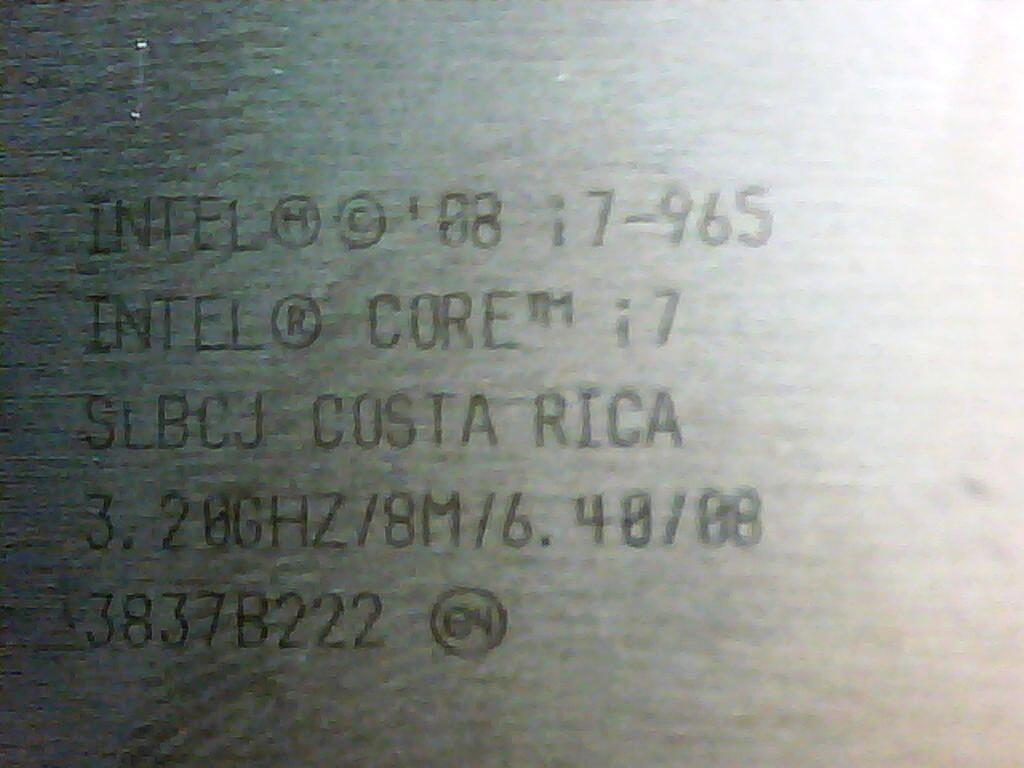 INTEL Ⓜ © '08 i7-965
INTEL® CORE™ i7
SLBCJ COSTA RICA
3.20GHZ/8M/6.40/08
3837B222 e4